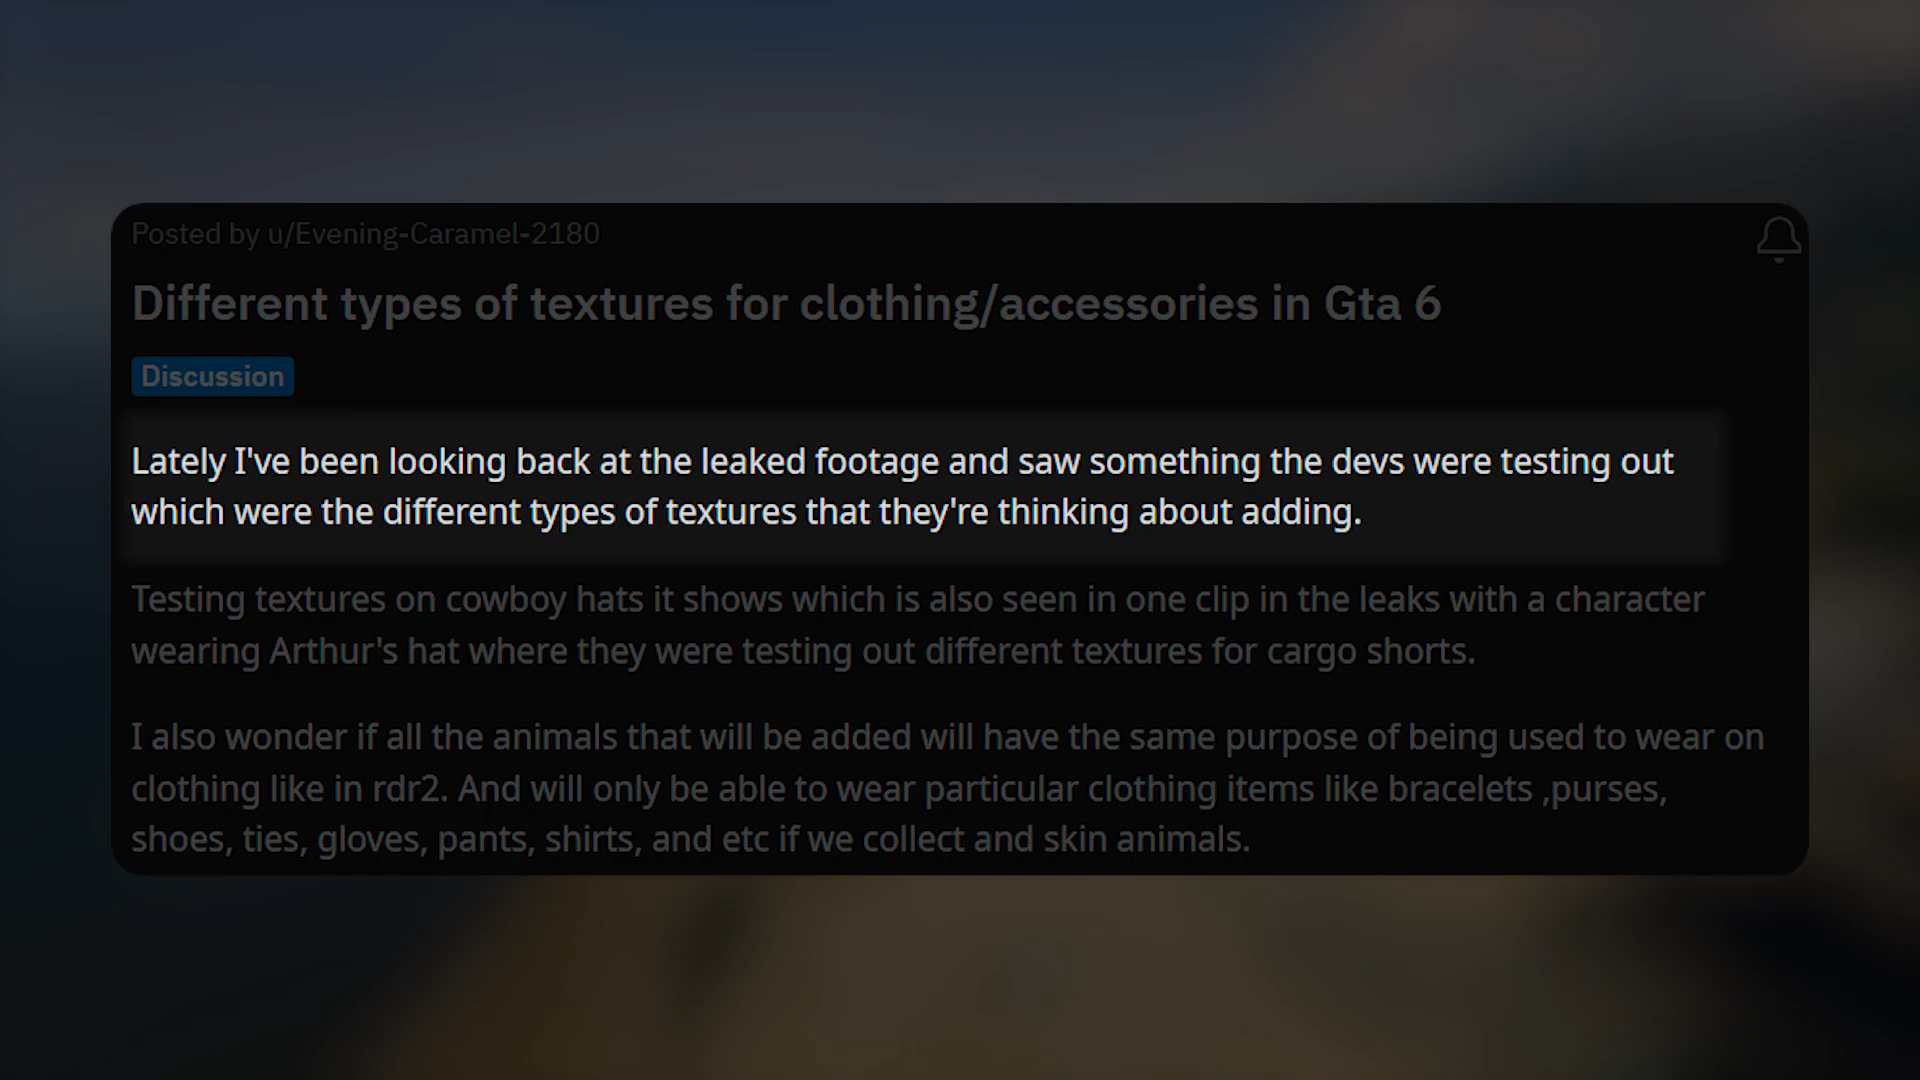 Posted by u/Evening-Caramel-2180
Different types of textures for clothing/accessories in Gta 6
Discussion
Lately I've been looking back at the leaked footage and saw something the devs were testing out
which were the different types of textures that they're thinking about adding.
Testing textures on cowboy hats it shows which is also seen in one clip in the leaks with a character
wearing Arthur's hat where they were testing out different textures for cargo shorts.
I also wonder if all the animals that will be added will have the same purpose of being used to wear on
clothing like in rdr2. And will only be able to wear particular clothing items like bracelets ,purses,
shoes, ties, gloves, pants, shirts, and etc if we collect and skin animals.